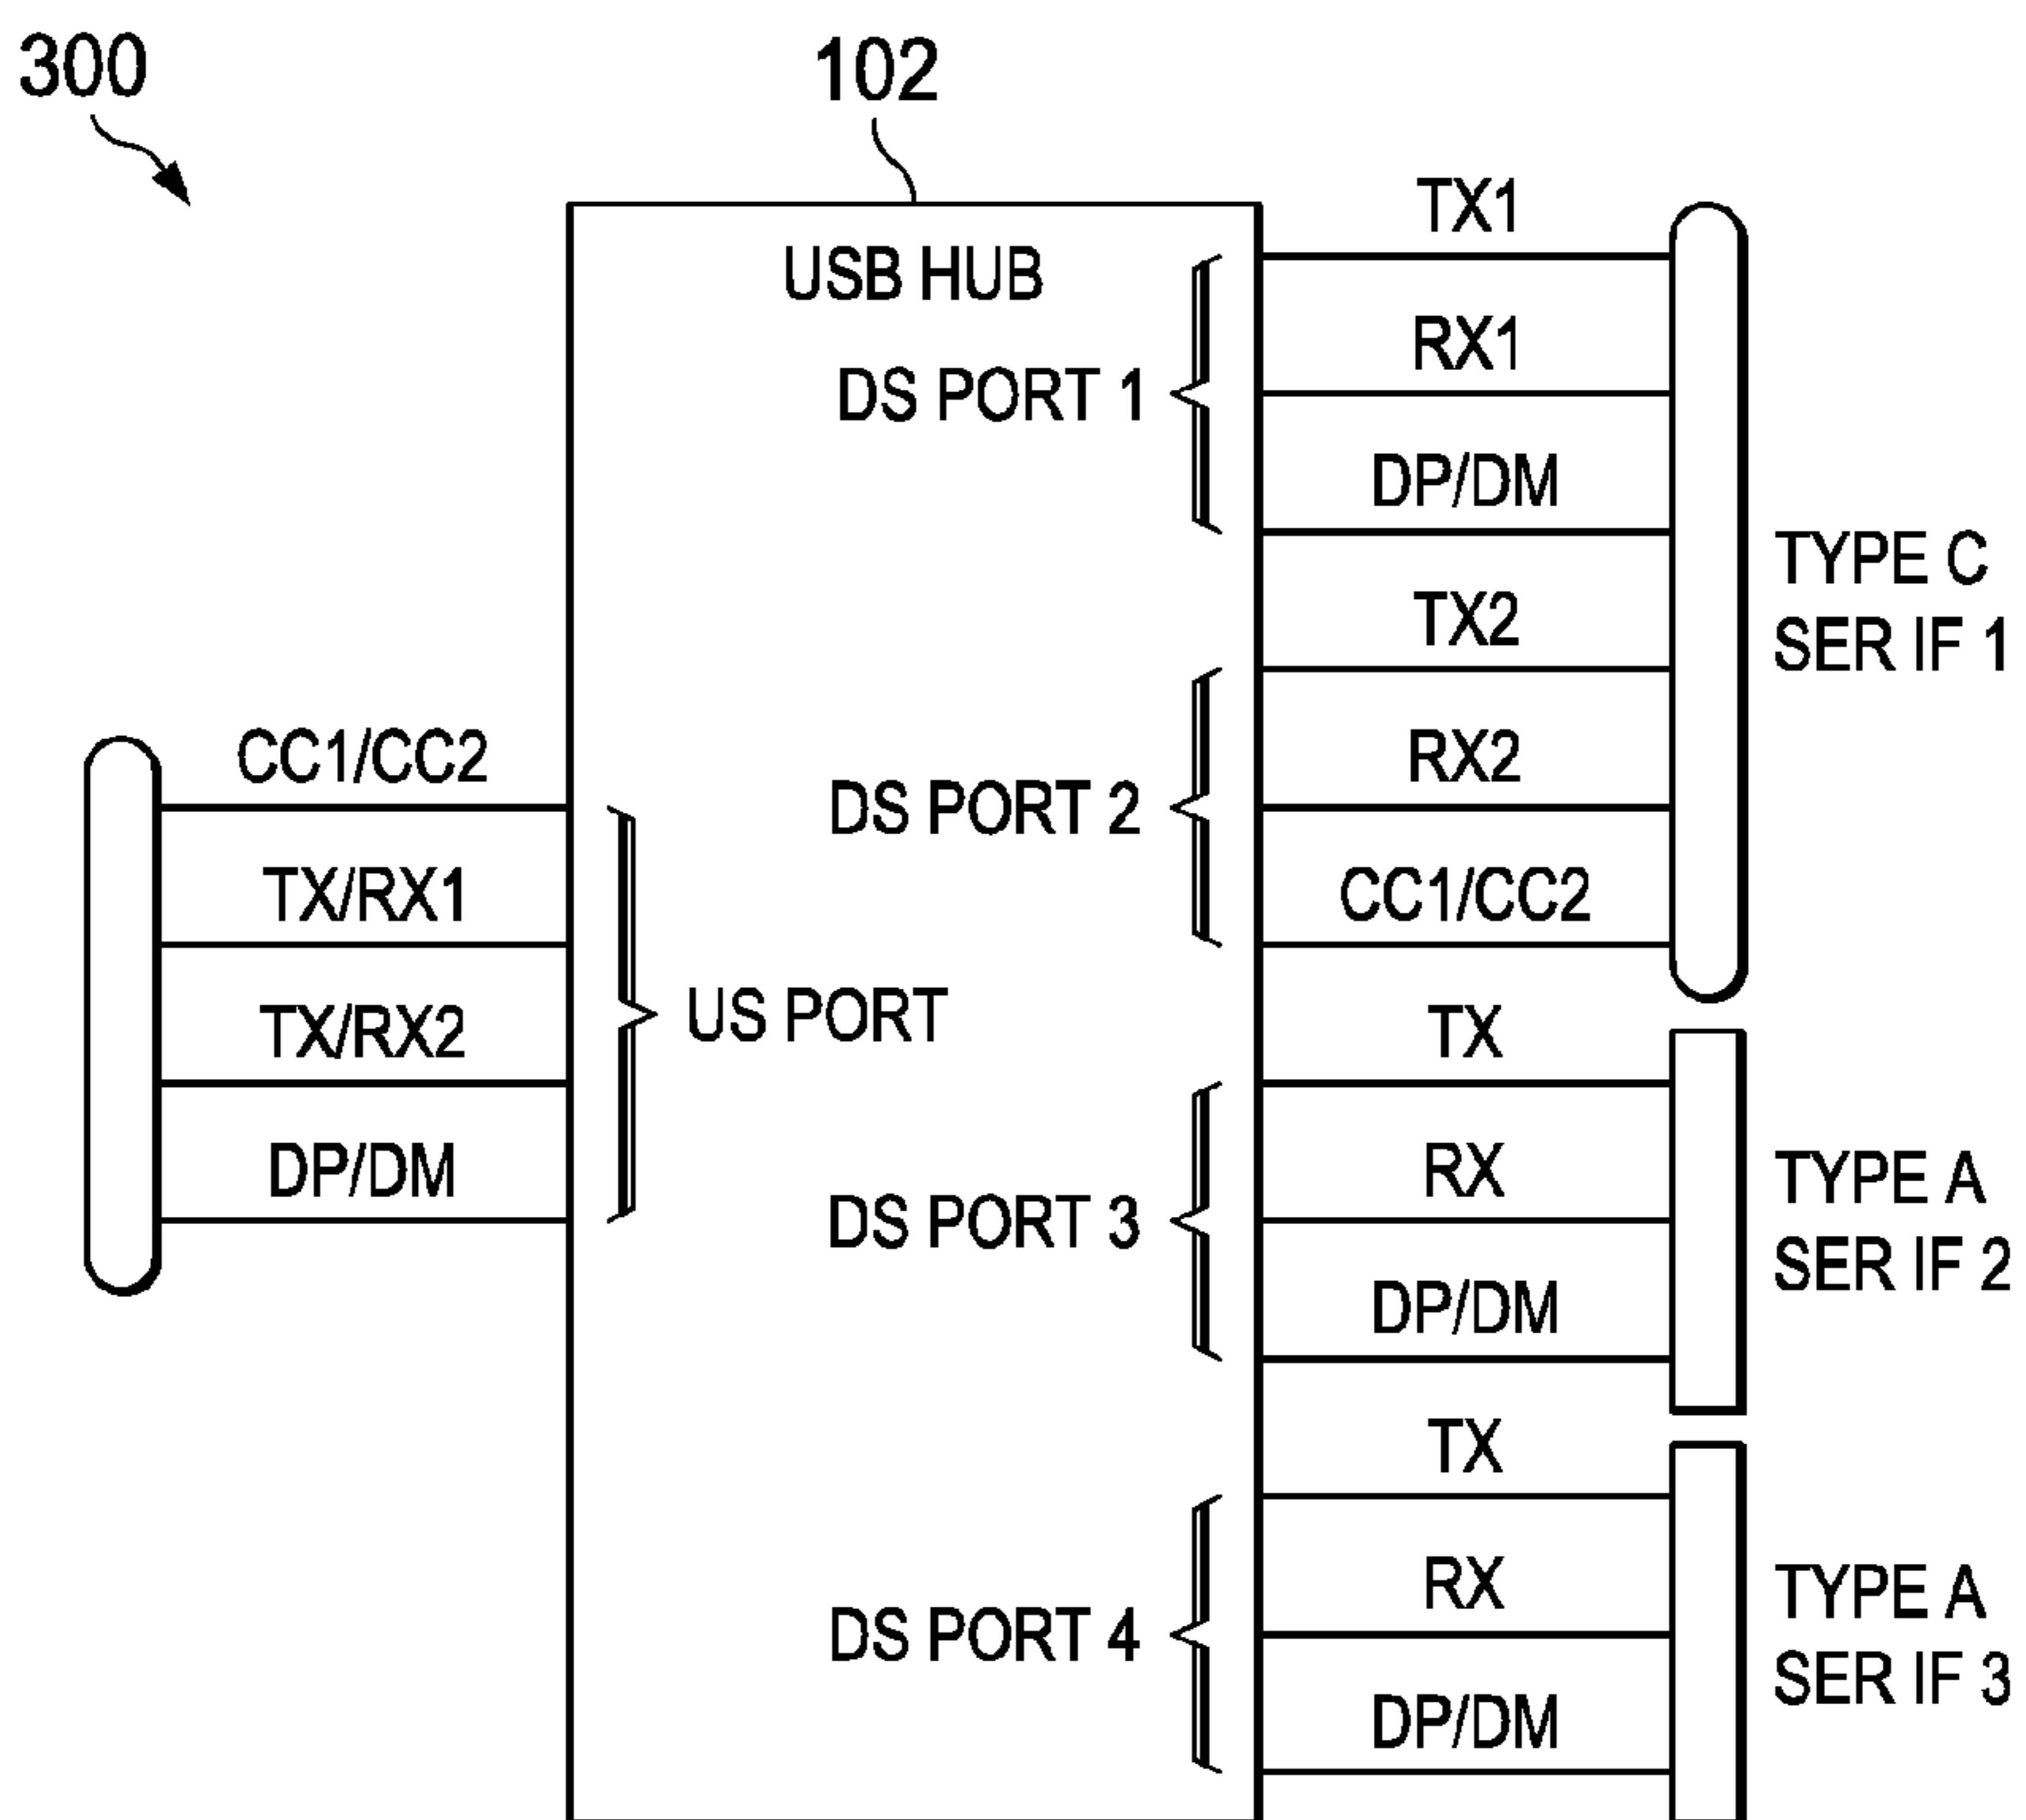 300
102
USB HUB
DS PORT 1
DS PORT 2
DS PORT 3
DS PORT 4
US PORT
CC1/CC2
TX/RX1
TX/RX2
DP/DM
TX1
RX1
DP/DM
TX2
RX2
CC1/CC2
TX
RX
DP/DM
TX
RX
DP/DM
TYPE C
SER IF 1
TYPE A
SER IF 2
TYPE A
SER IF 3